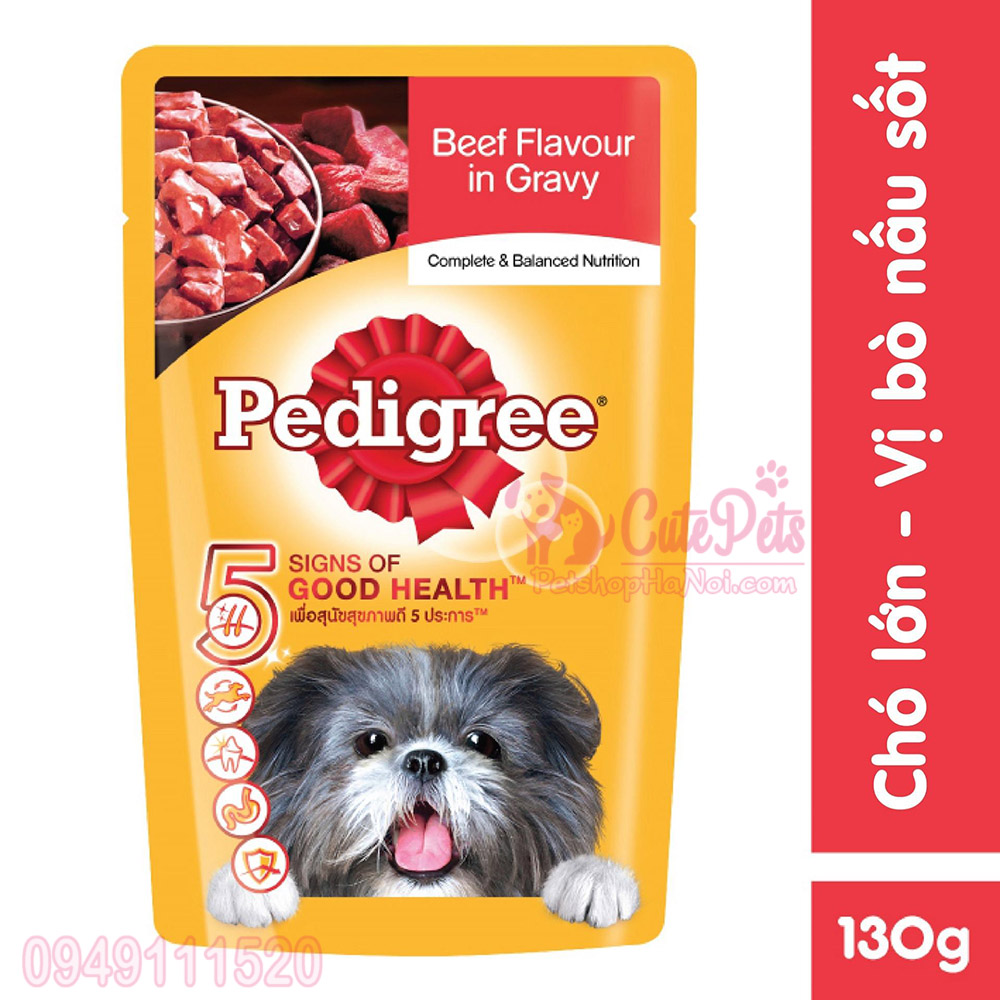 Beef Flavour
in Gravy
Complete & Balanced Nutrition
Pedigree®
5 SIGNS OF
GOOD HEALTH™
เพื่อสุนัขสุขภาพดี 5 ประการ™
CutePets
PetshopHaNoi.com
0949111520
Chó lớn - Vị bò nấu sốt
130g